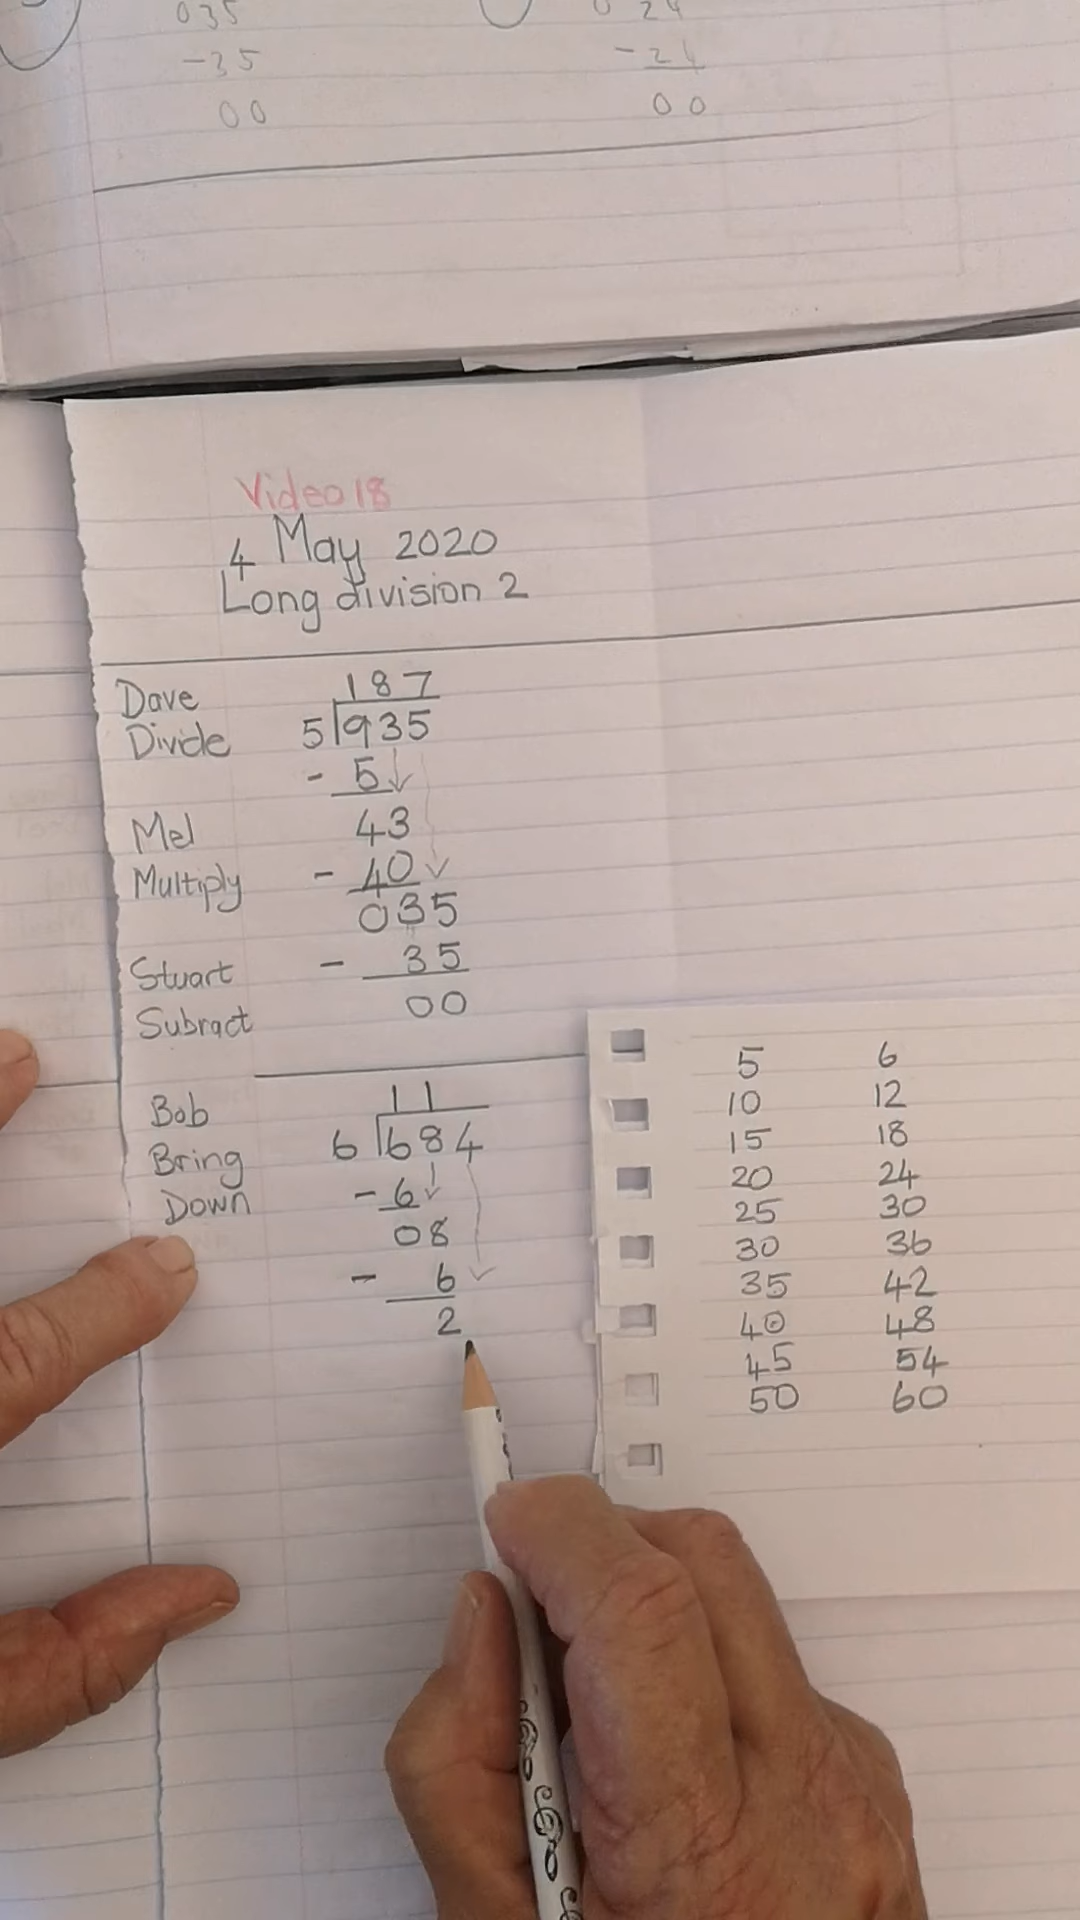 035
-35
00
24
-24
00
Video 18
4 May 2020
Long division 2
Dave
Divide
Mel
Multiply
Stuart
Subract
187
5 935
- 5
43
- 40
035
- 35
00
Bob
Bring
Down
11
6 684
- 6
08
- 6
2
5 6
10 12
15 18
20 24
25 30
30 36
35 42
40 48
45 54
50 60